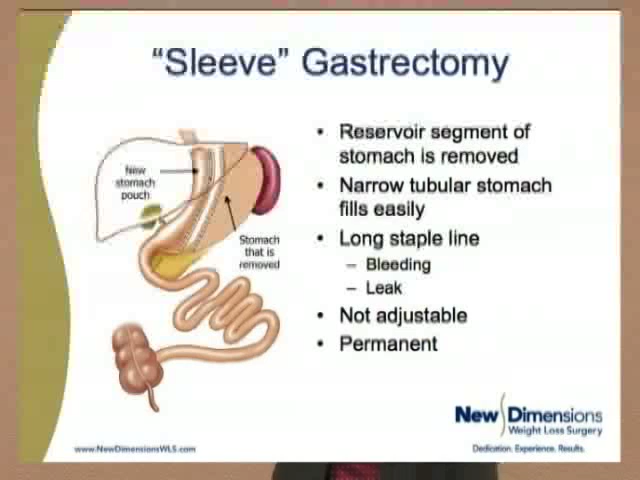 “Sleeve” Gastrectomy
• Reservoir segment of
stomach is removed
• Narrow tubular stomach
fills easily
• Long staple line
– Bleeding
– Leak
• Not adjustable
• Permanent
New
stomach
pouch
Stomach
that is
removed
New Dimensions
Weight Loss Surgery
Dedication. Experience. Results.
www.NewDimensionsWLS.com